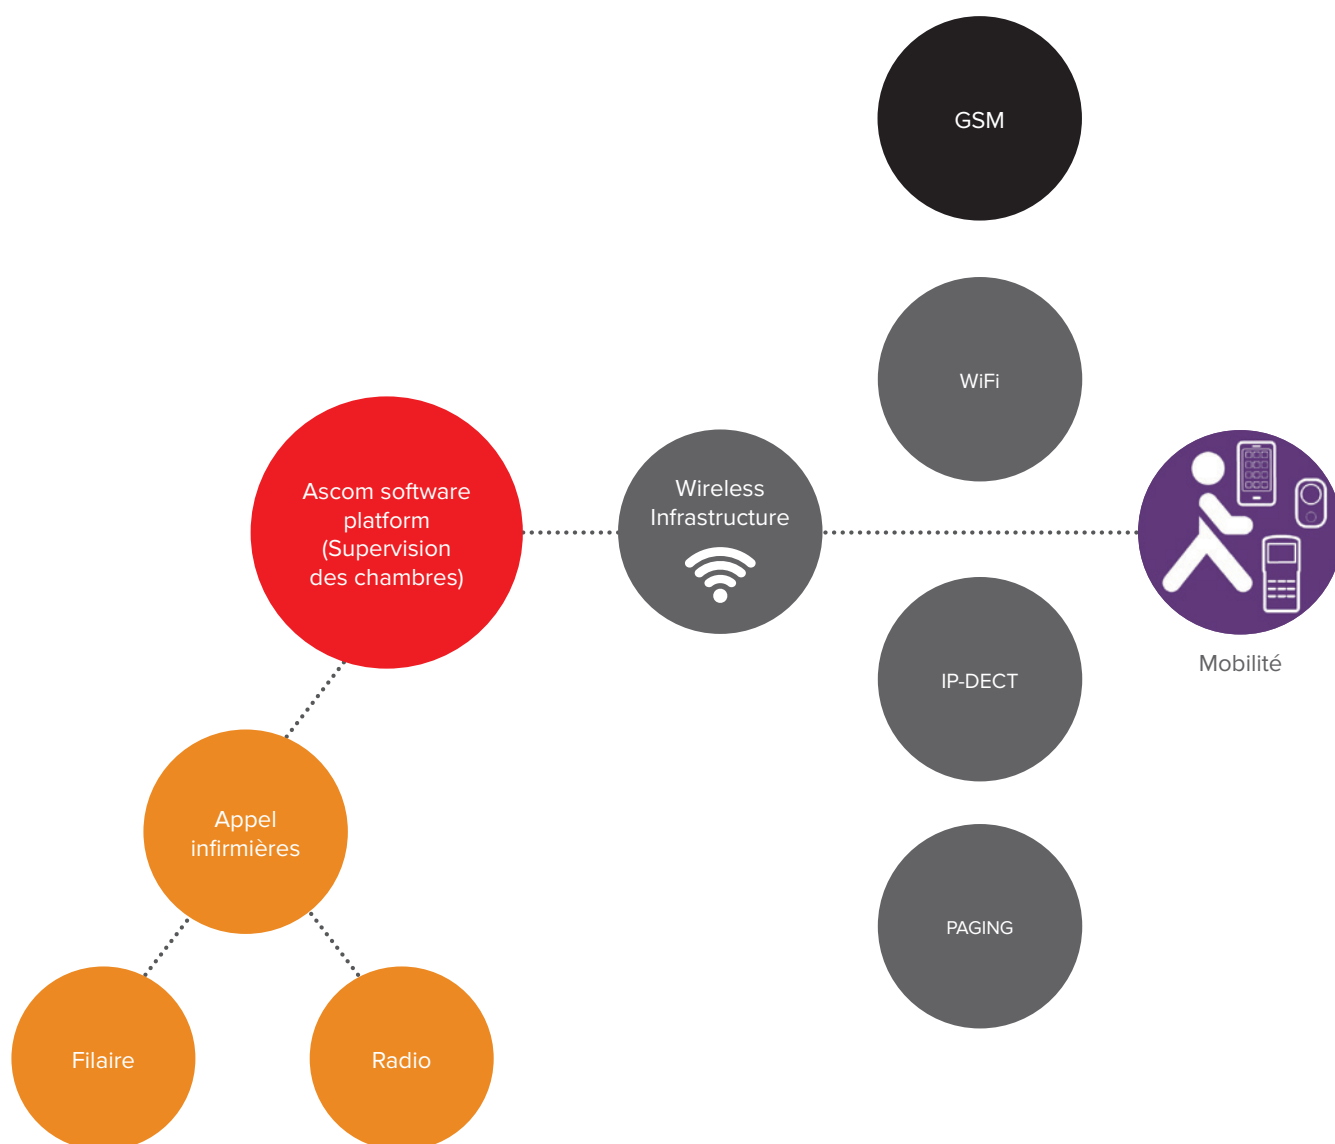 GSM
WiFi
Ascom software
platform
(Supervision
des chambres)
Wireless
Infrastructure
Mobilité
IP-DECT
Appel
infirmières
PAGING
Filaire
Radio